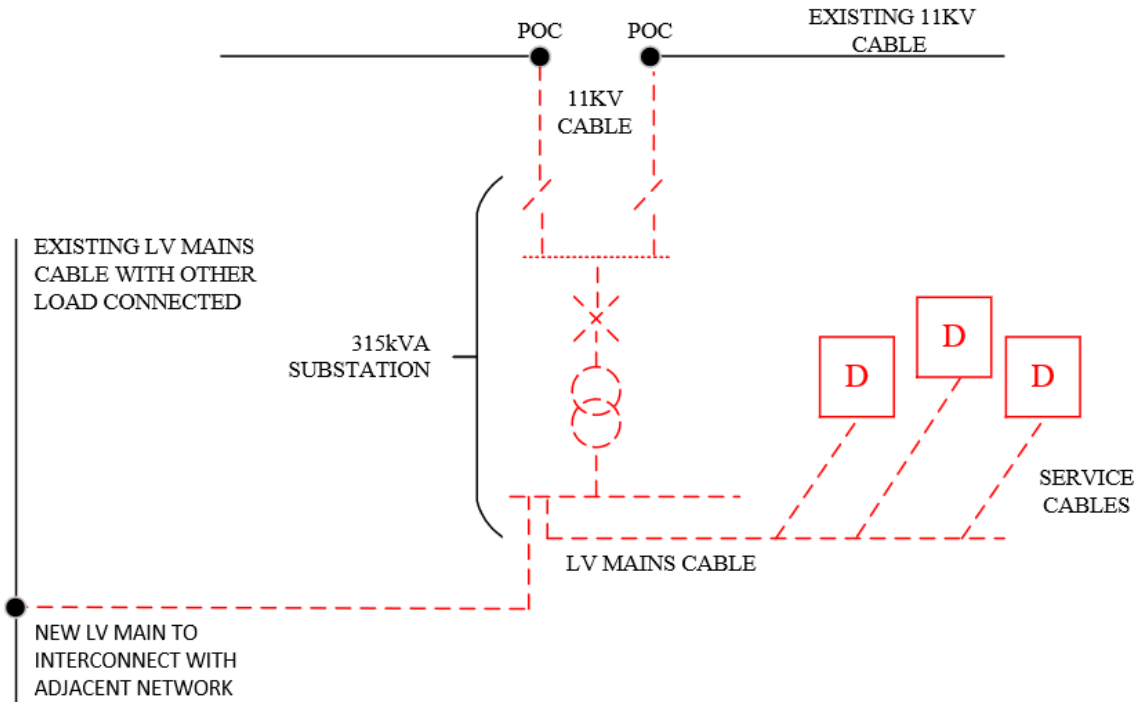 POC
POC
EXISTING 11KV
CABLE
11KV
CABLE
EXISTING LV MAINS
CABLE WITH OTHER
LOAD CONNECTED
315kVA
SUBSTATION
D
D
D
SERVICE
CABLES
LV MAINS CABLE
NEW LV MAIN TO
INTERCONNECT WITH
ADJACENT NETWORK